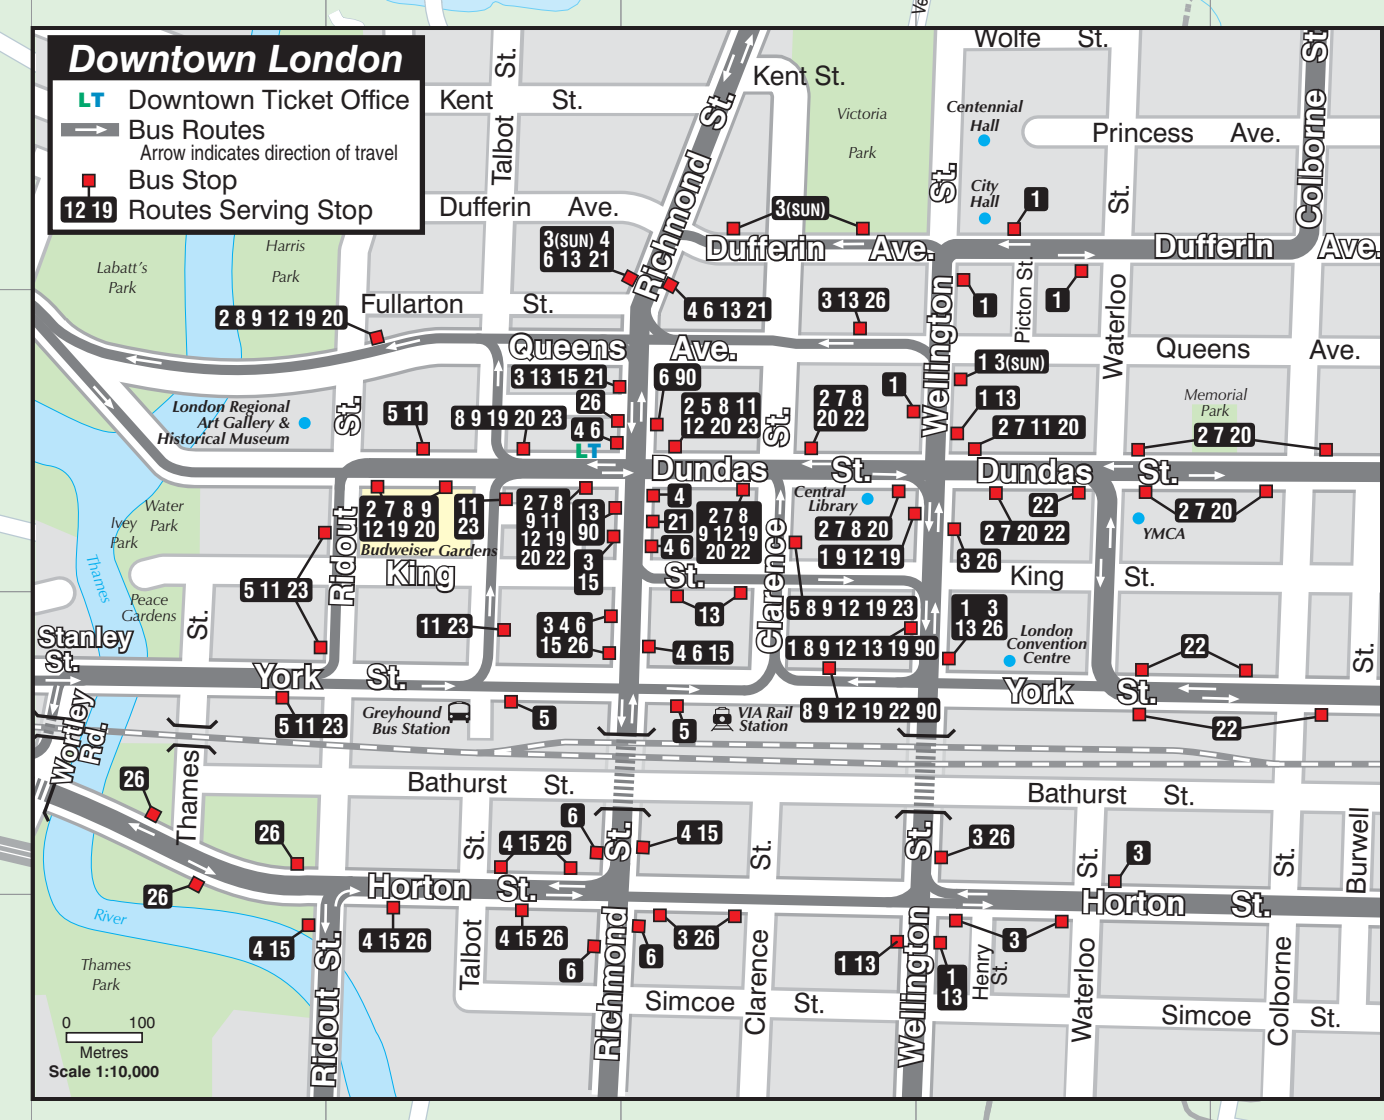 Downtown London
LT Downtown Ticket Office
Bus Routes
Arrow indicates direction of travel
Bus Stop
12 19 Routes Serving Stop
Wolfe St.
Kent St.
Kent St.
Talbot St.
Victoria
Park
Centennial
Hall
City
Hall
Princess Ave.
Colborne St.
Richmond St.
Dufferin Ave.
3(SUN)
1
St.
St.
Dufferin Ave.
Dufferin Ave.
Harris
Park
Labatt's
Park
3(SUN) 4
6 13 21
4 6 13 21
3 13 26
1
1
Picton St.
Waterloo
Wellington
Fullarton St.
2 8 9 12 19 20
Queens Ave.
Queens Ave.
3 13 15 21
26
4 6
LT
6 90
2 5 8 11
12 20 23
2 7 8
20 22
1
1 3(SUN)
1 13
2 7 11 20
Memorial
Park
2 7 20
London Regional
Art Gallery &
Historical Museum
St.
5 11
8 9 19 20 23
St.
Dundas St.
Dundas St.
Water
Park
Ivey
Park
Thames
Peace
Gardens
2 7 8 9
12 19 20
11
23
Budweiser Gardens
2 7 8
9 11
12 19
20 22
13
90
3
15
4
21
4 6
2 7 8
9 12 19
20 22
Central
Library
2 7 8 20
1 9 12 19
2 7 20 22
22
3 26
2 7 20
YMCA
Ridout
King
St.
King St.
Clarence
5 11 23
St.
11 23
3 4 6
15 26
13
4 6 15
5 8 9 12 19 23
1 8 9 12 13 19 90
1 3
13 26
London
Convention
Centre
22
St.
Stanley
St.
York St.
York St.
5 11 23
Greyhound
Bus Station
5
5
VIA Rail
Station
8 9 12 19 22 90
22
Wortley
Rd.
Bathurst St.
Bathurst St.
Thames
26
26
26
St.
4 15 26
6
St.
4 15
St.
St.
3 26
St.
3
St.
Burwell
Horton St.
Horton St.
River
4 15
4 15 26
4 15 26
6
6
3 26
1 13
1
13
3
Henry
St.
Ridout St.
Talbot
Richmond
Clarence
Wellington
Waterloo
Colborne
Simcoe St.
Simcoe St.
Thames
Park
0 100
Metres
Scale 1:10,000